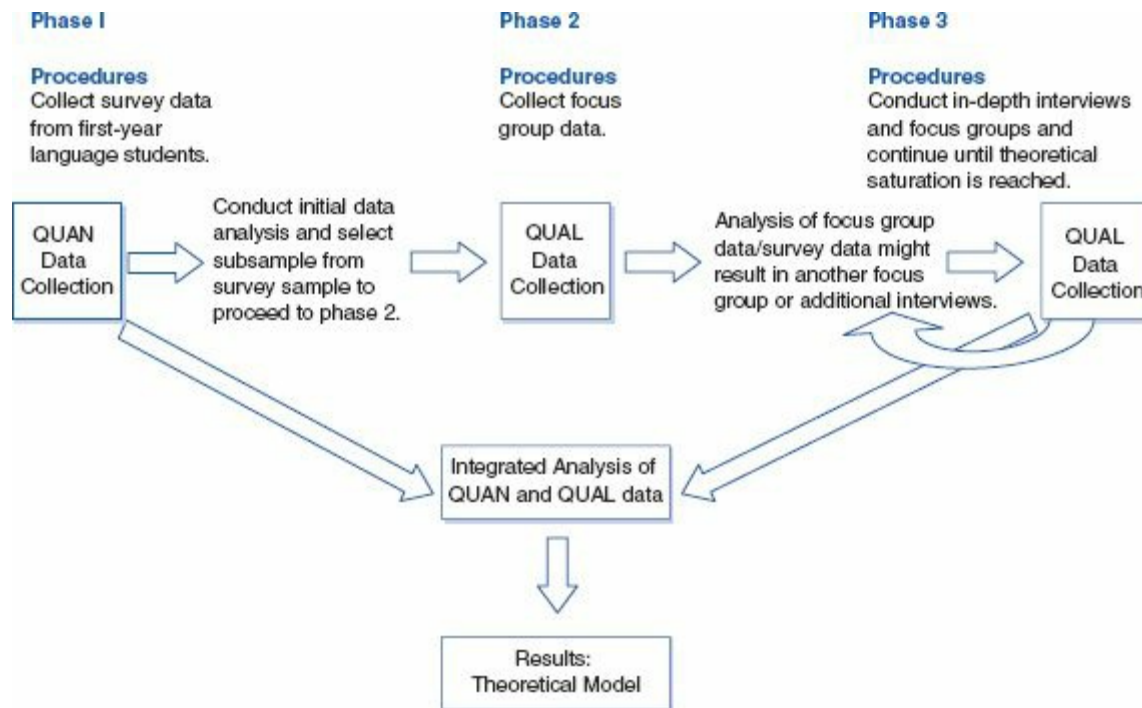 Phase I
Procedures
Collect survey data
from first-year
language students.
Phase 2
Procedures
Collect focus
group data.
Phase 3
Procedures
Conduct in-depth interviews
and focus groups and
continue until theoretical
saturation is reached.
QUAN
Data
Collection
Conduct initial data
analysis and select
subsample from
survey sample to
proceed to phase 2.
QUAL
Data
Collection
Analysis of focus group
data/survey data might
result in another focus
group or additional interviews.
QUAL
Data
Collection
Integrated Analysis of
QUAN and QUAL data
Results:
Theoretical Model